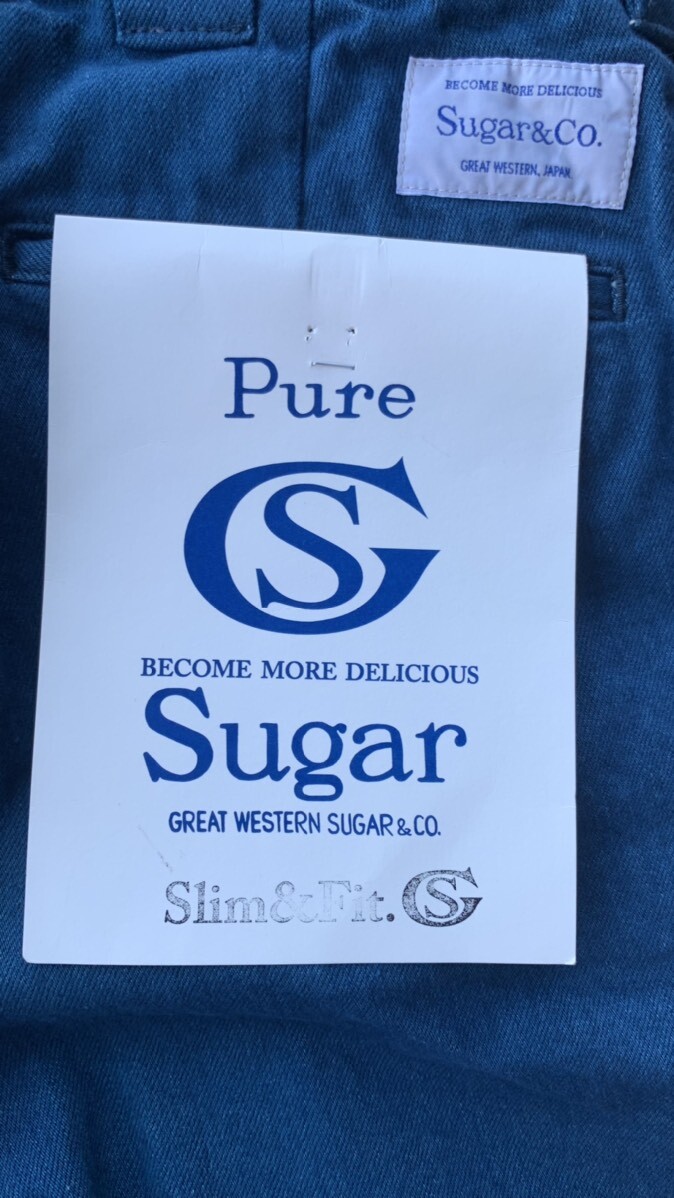 BECOME MORE DELICIOUS
Sugar&Co.
GREAT WESTERN, JAPAN
Pure
GS
BECOME MORE DELICIOUS
Sugar
GREAT WESTERN SUGAR & CO.
Slim&Fit. GS